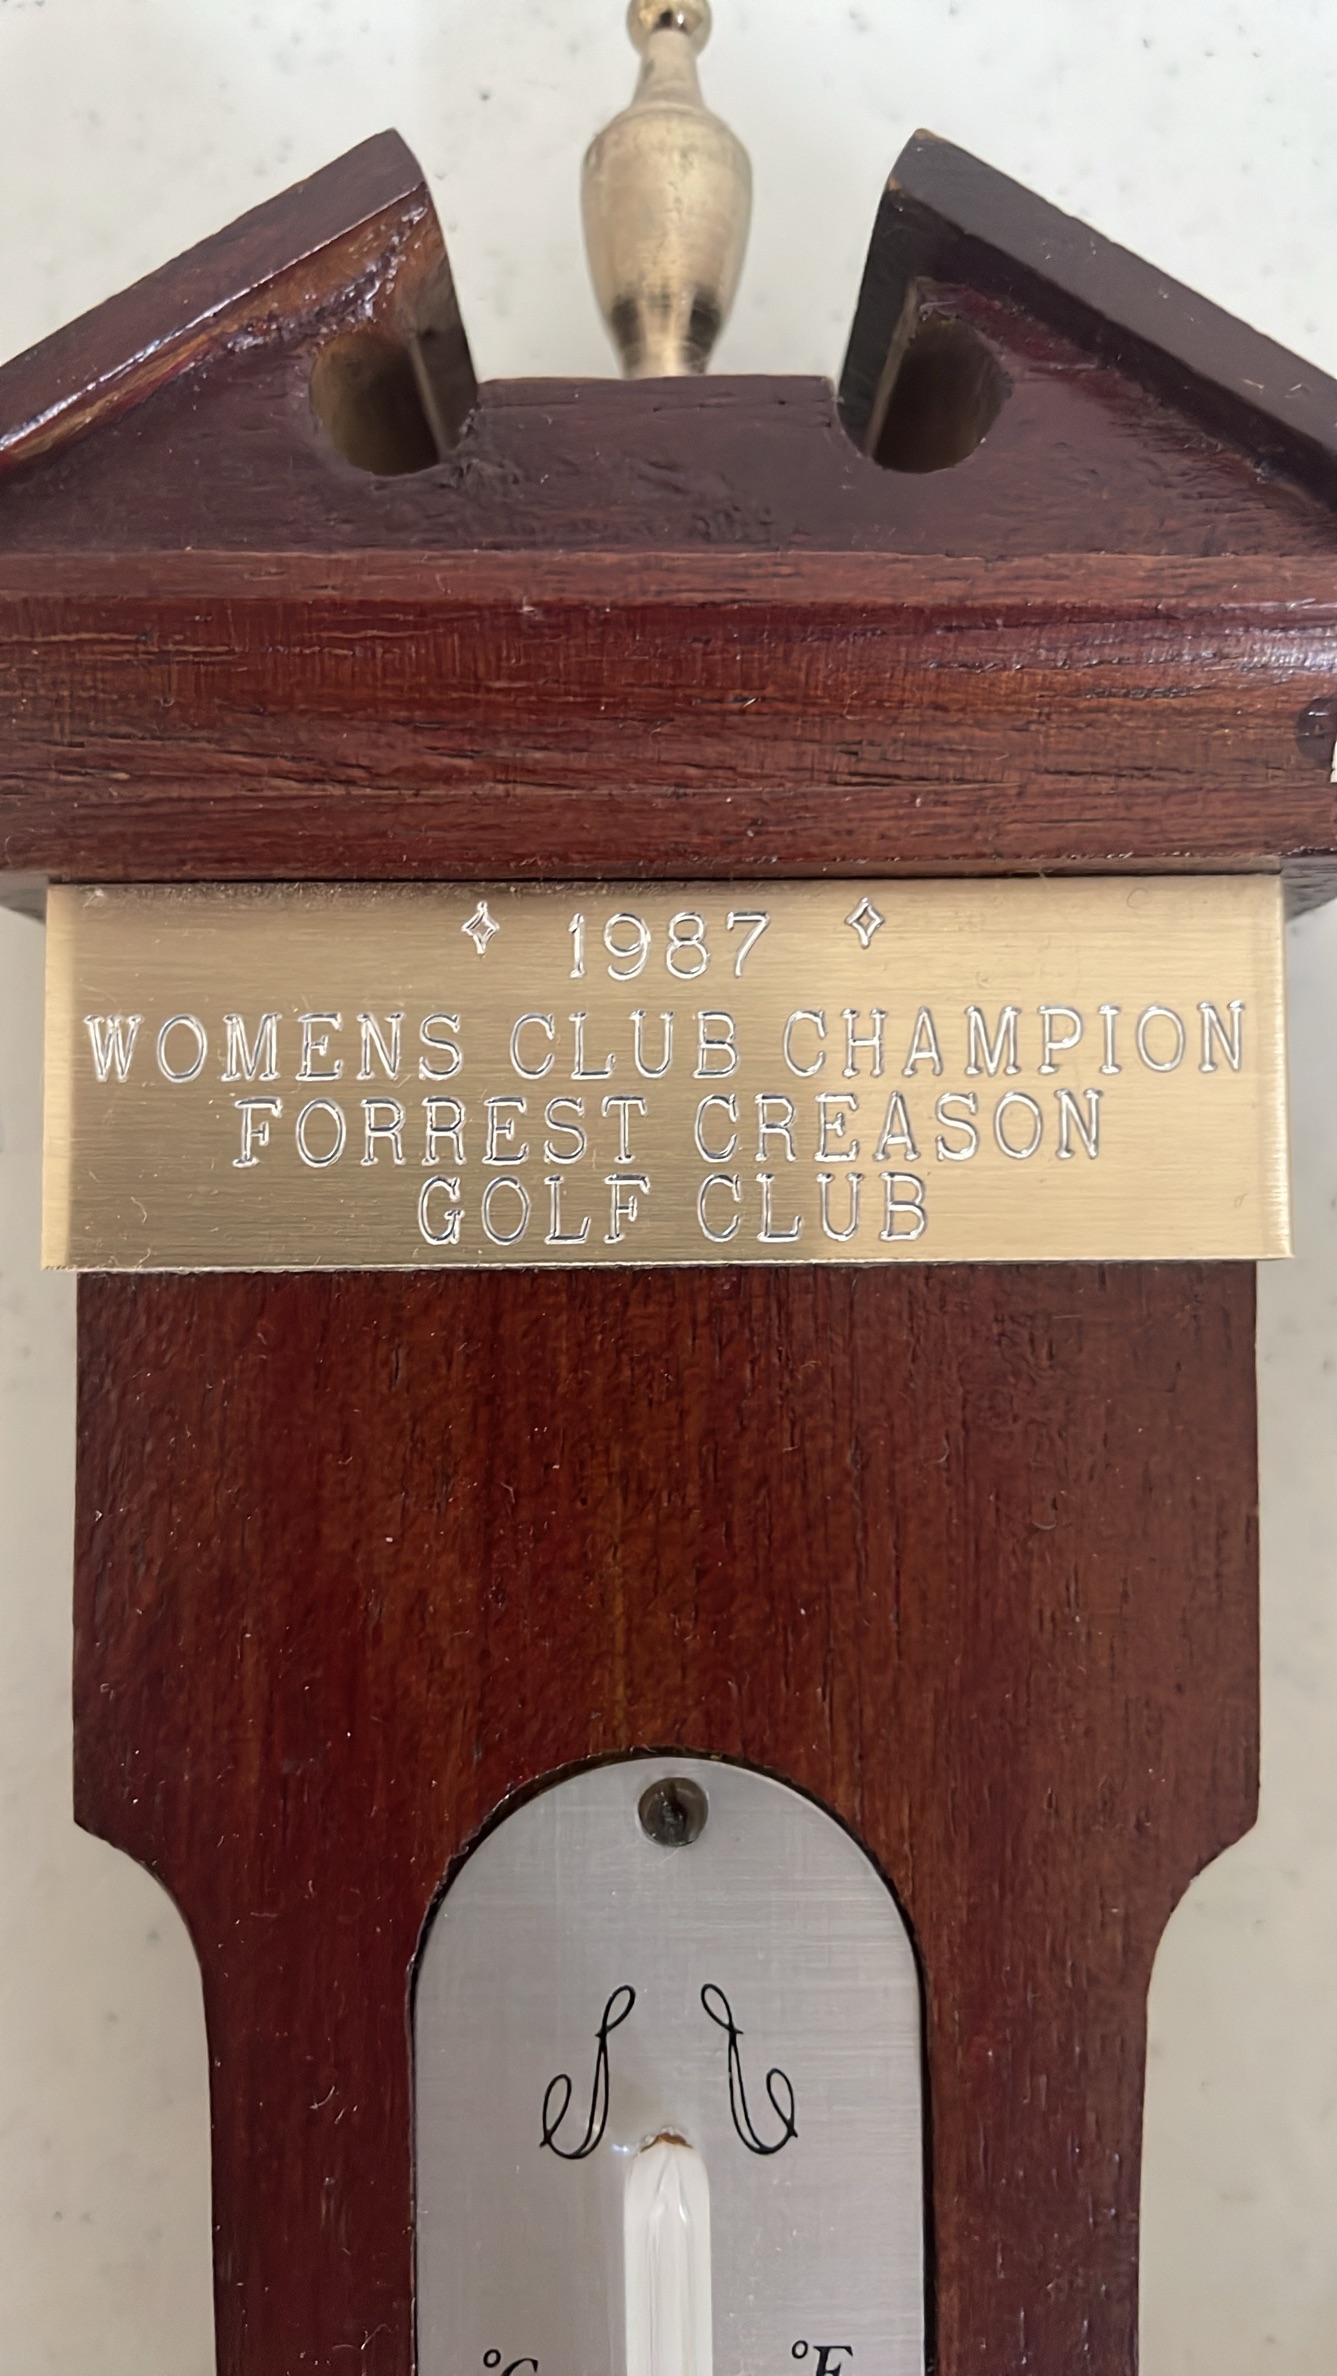 1987
WOMENS CLUB CHAMPION
FORREST CREASON
GOLF CLUB
°C °F